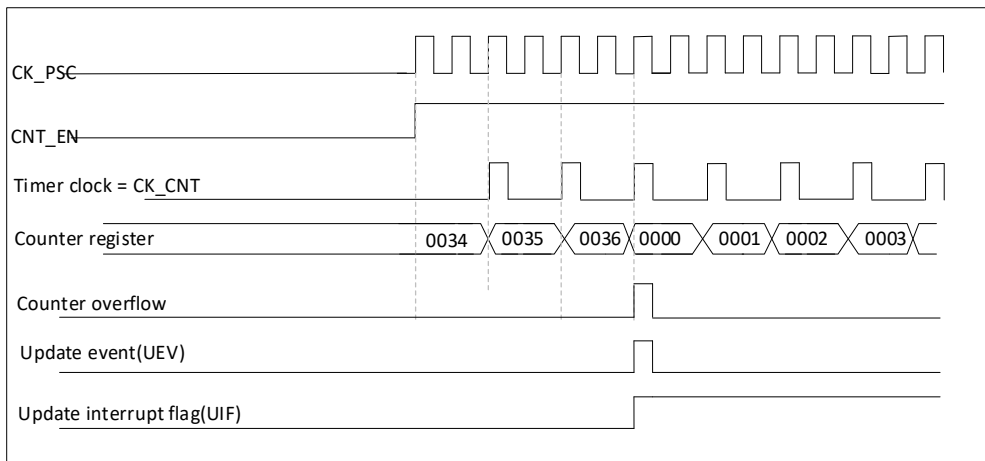 CK_PSC
CNT_EN
Timer clock = CK_CNT
Counter register 0034 0035 0036 0000 0001 0002 0003
Counter overflow
Update event(UEV)
Update interrupt flag(UIF)